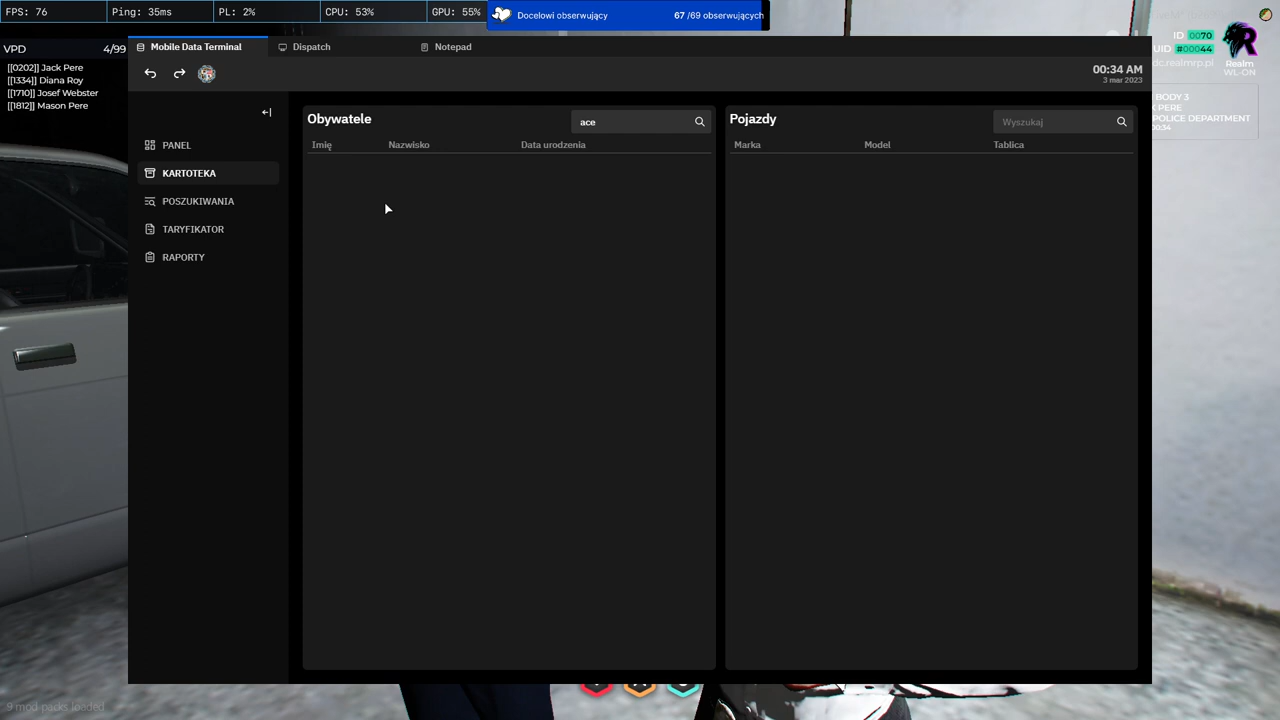 FPS: 76
Ping: 35ms
PL: 2%
CPU: 53%
GPU: 55%
Docelowi obserwujący
67 /69 obserwujących
VPD
4/99
[[0202]] Jack Pere
[[1334]] Diana Roy
[[1710]] Josef Webster
[[1812]] Mason Pere
Mobile Data Terminal
Dispatch
Notepad
00:34 AM
3 mar 2023
ID 0070
UID #00044
dc.realmrp.pl
Realm
WL-ON
BODY 3
PERE
POLICE DEPARTMENT
00:34
PANEL
KARTOTEKA
POSZUKIWANIA
TARYFIKATOR
RAPORTY
Obywatele
ace
Imię
Nazwisko
Data urodzenia
Pojazdy
Wyszukaj
Marka
Model
Tablica
9 mod packs loaded